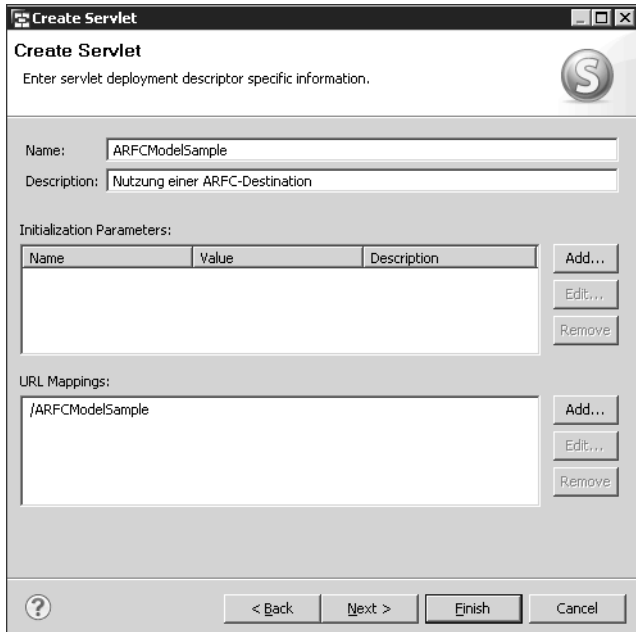 Create Servlet
Create Servlet
Enter servlet deployment descriptor specific information.
S
Name: ARFCModelSample
Description: Nutzung einer ARFC-Destination
Initialization Parameters:
Name Value Description
Add...
Edit...
Remove
URL Mappings:
/ARFCModelSample
Add...
Edit...
Remove
? < Back Next > Finish Cancel